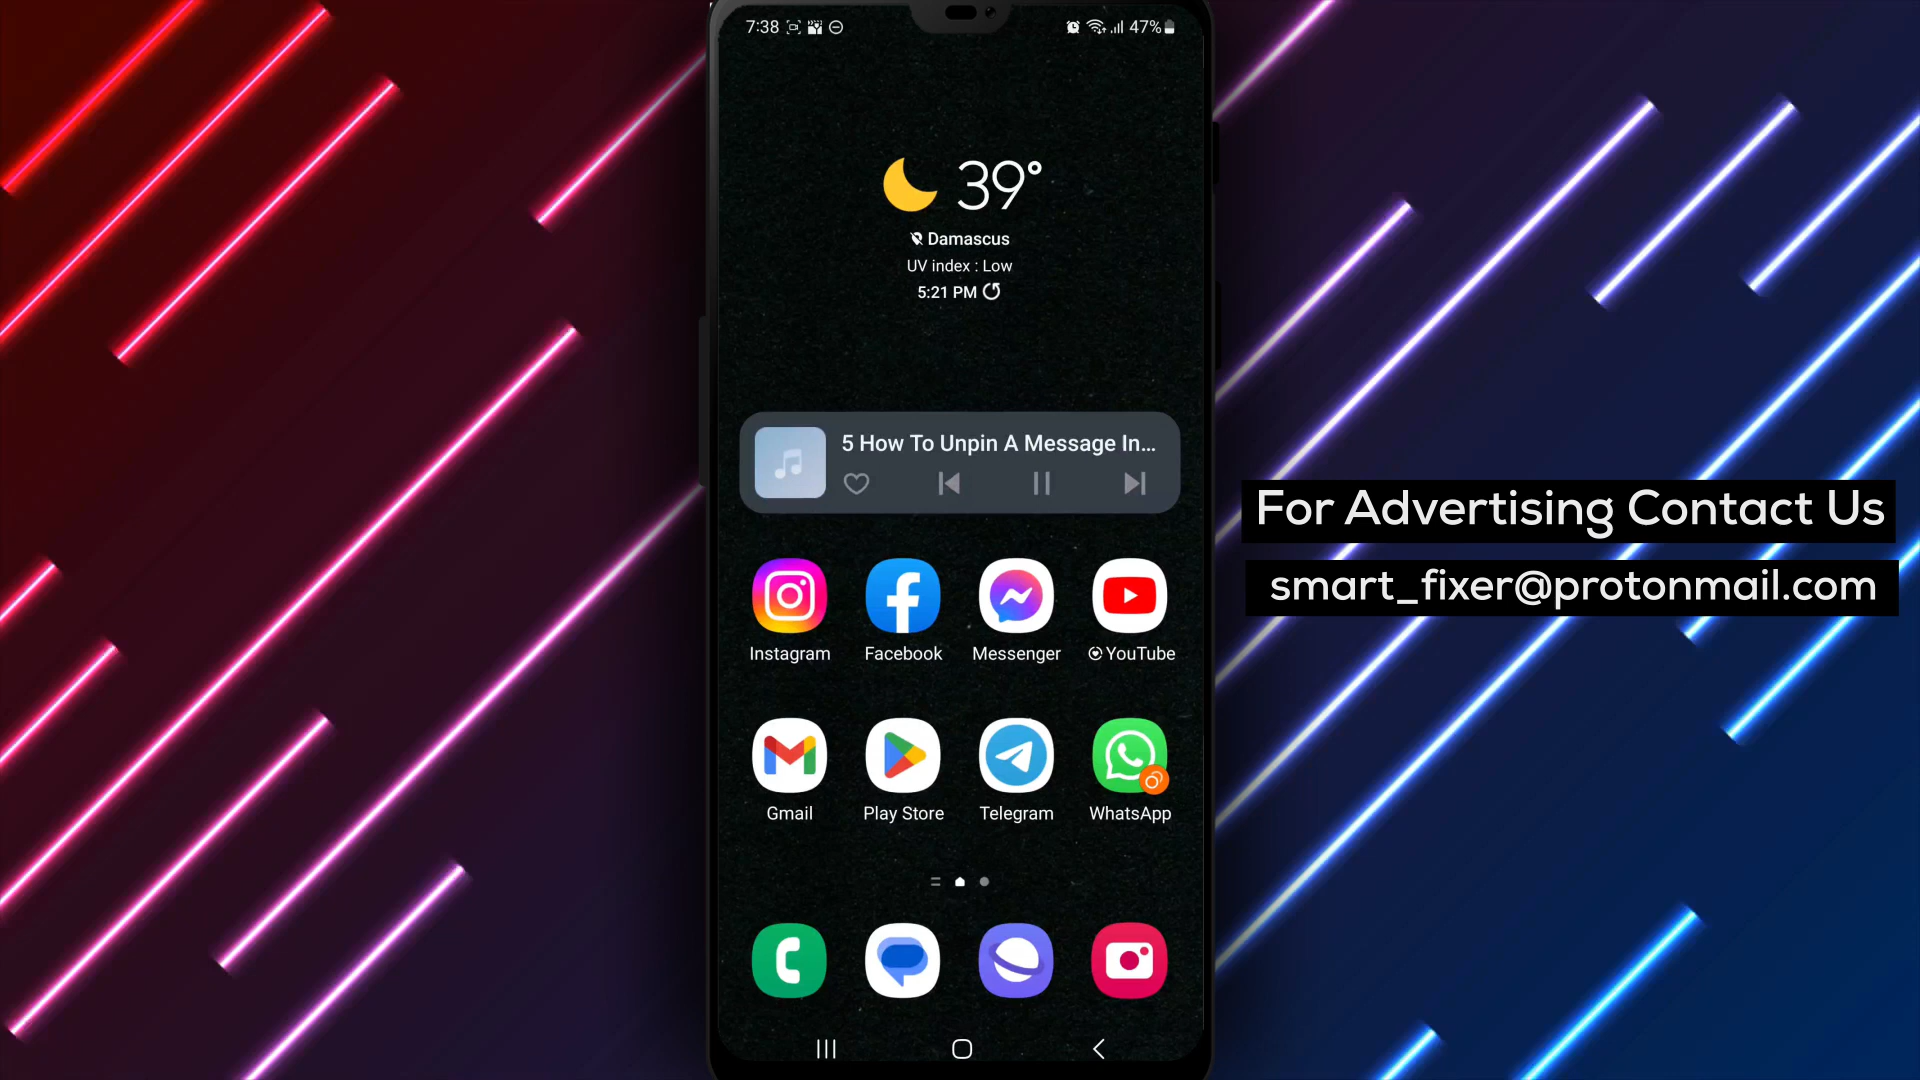 7:38
47%
39°
Damascus
UV index : Low
5:21 PM
5 How To Unpin A Message In...
For Advertising Contact Us
smart_fixer@protonmail.com
Instagram
Facebook
Messenger
YouTube
Gmail
Play Store
Telegram
WhatsApp